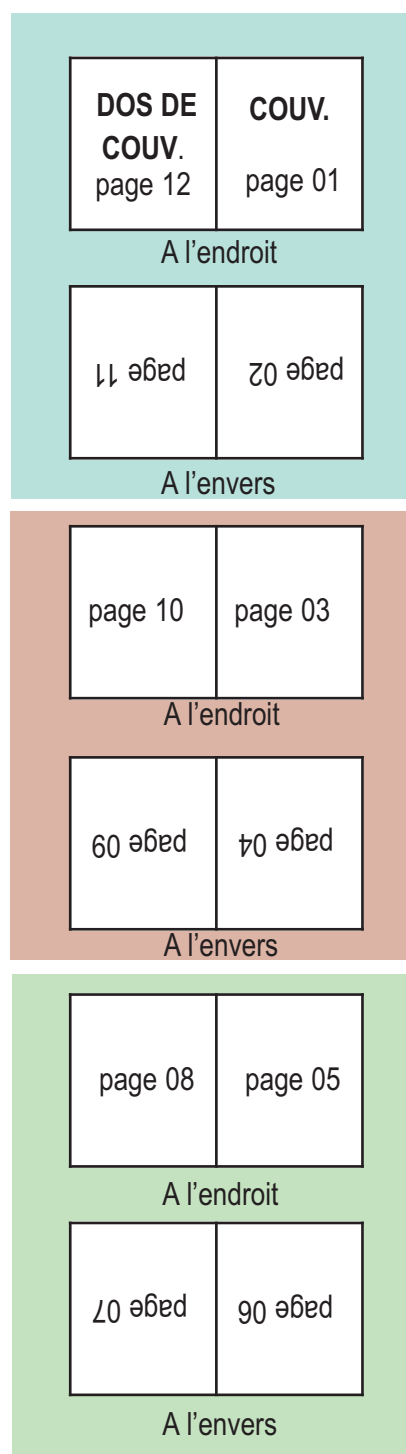 DOS DE
COUV.
page 12
COUV.
page 01
A l'endroit
page 11
page 02
A l'envers
page 10
page 03
A l'endroit
page 09
page 04
A l'envers
page 08
page 05
A l'endroit
page 07
page 06
A l'envers